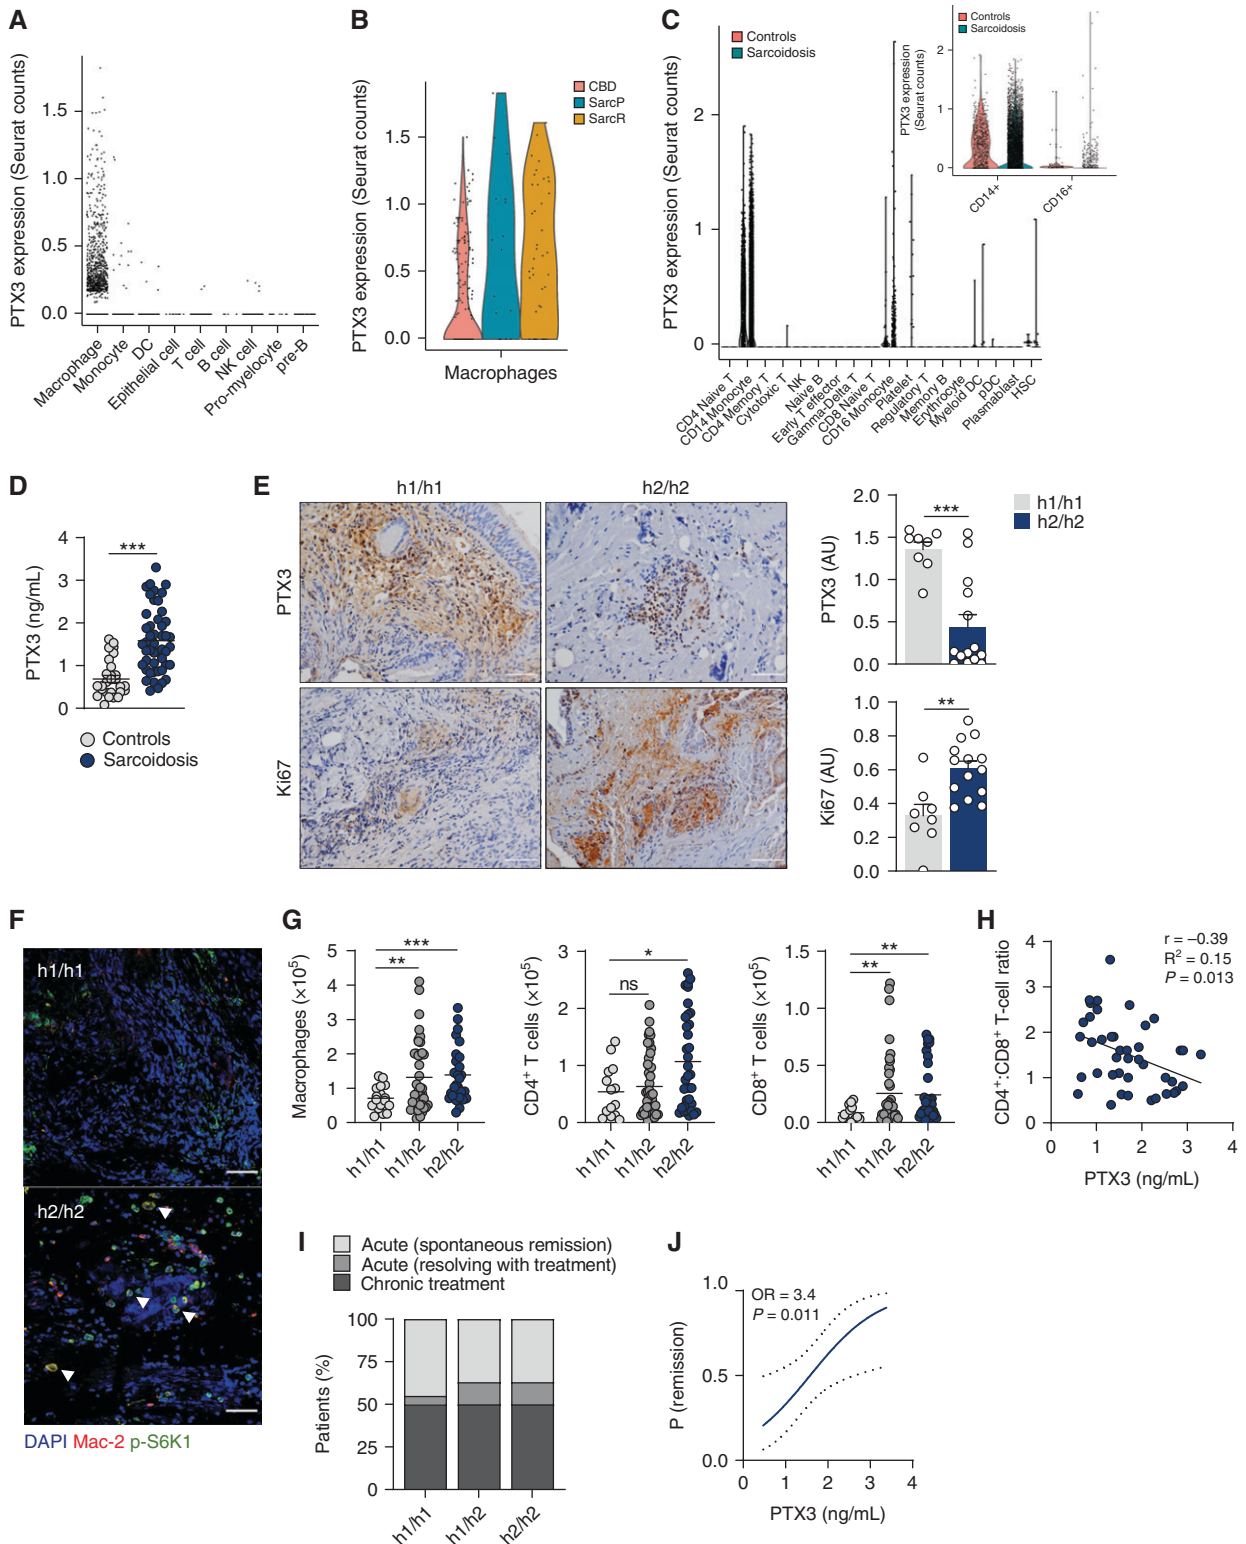 A
PTX3 expression (Seurat counts)
1.5
1.0
0.5
0.0
Macrophage
Monocyte
DC
Epithelial cell
T cell
B cell
NK cell
Pro-myelocyte
pre-B
B
PTX3 expression (Seurat counts)
1.5
1.0
0.5
0.0
Macrophages
CBD
SarcP
SarcR
C
PTX3 expression (Seurat counts)
Controls
Sarcoidosis
2
1
0
CD4 Naive T
CD14 Monocyte
CD4 Memory T
Cytotoxic T
NK
Naive B
Early T effector
Gamma-Delta T
CD8 Naive T
CD16 Monocyte
Platelet
Regulatory T
Memory B
Erythrocyte
Myeloid DC
pDC
Plasmablast
HSC
Controls
Sarcoidosis
PTX3 expression
(Seurat counts)
2
1
0
CD14+
CD16+
D
PTX3 (ng/mL)
4
3
2
1
0
***
Controls
Sarcoidosis
E
h1/h1
h2/h2
PTX3
Ki67
PTX3 (AU)
2.0
1.5
1.0
0.5
0.0
***
h1/h1
h2/h2
Ki67 (AU)
1.0
0.8
0.6
0.4
0.2
0.0
**
F
h1/h1
h2/h2
DAPI Mac-2 p-S6K1
G
Macrophages (×10⁵)
5
4
3
2
1
0
***
**
h1/h1
h1/h2
h2/h2
CD4⁺ T cells (×10⁵)
3
2
1
0
*
ns
h1/h1
h1/h2
h2/h2
CD8⁺ T cells (×10⁵)
1.5
1.0
0.5
0.0
**
**
h1/h1
h1/h2
h2/h2
H
CD4⁺:CD8⁺ T-cell ratio
4
3
2
1
0
r = −0.39
R² = 0.15
P = 0.013
0 1 2 3 4
PTX3 (ng/mL)
I
Acute (spontaneous remission)
Acute (resolving with treatment)
Chronic treatment
Patients (%)
100
75
50
25
0
h1/h1
h1/h2
h2/h2
J
P (remission)
1.0
0.5
0.0
OR = 3.4
P = 0.011
0 1 2 3 4
PTX3 (ng/mL)